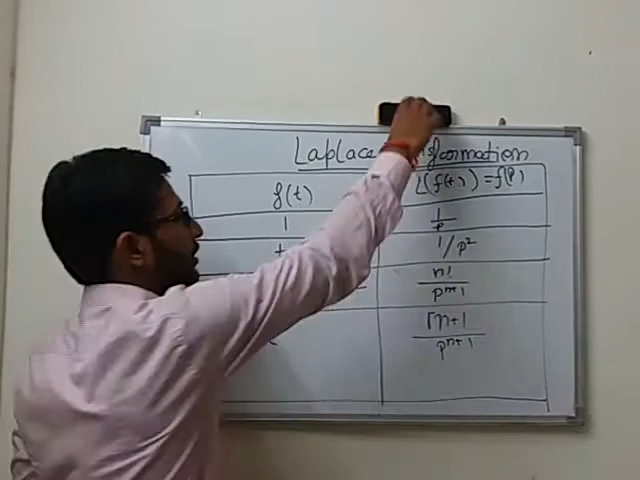 Laplace
f(t)
L(f(t)) = f(p)
1
1/p
t
1/p²
n!
pⁿ⁺¹
Γn+1
pⁿ⁺¹